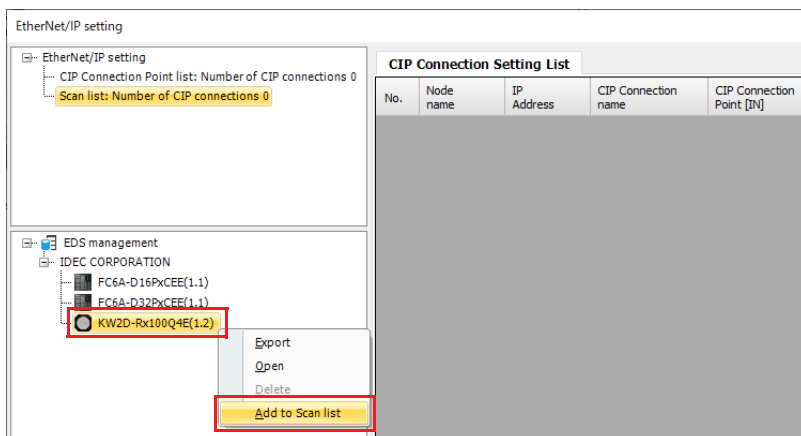 EtherNet/IP setting
EtherNet/IP setting
CIP Connection Point list: Number of CIP connections 0
Scan list: Number of CIP connections 0
CIP Connection Setting List
No.
Node
name
IP
Address
CIP Connection
name
CIP Connection
Point [IN]
EDS management
IDEC CORPORATION
FC6A-D16PxCEE(1.1)
FC6A-D32PxCEE(1.1)
KW2D-Rx100Q4E(1.2)
Export
Open
Delete
Add to Scan list